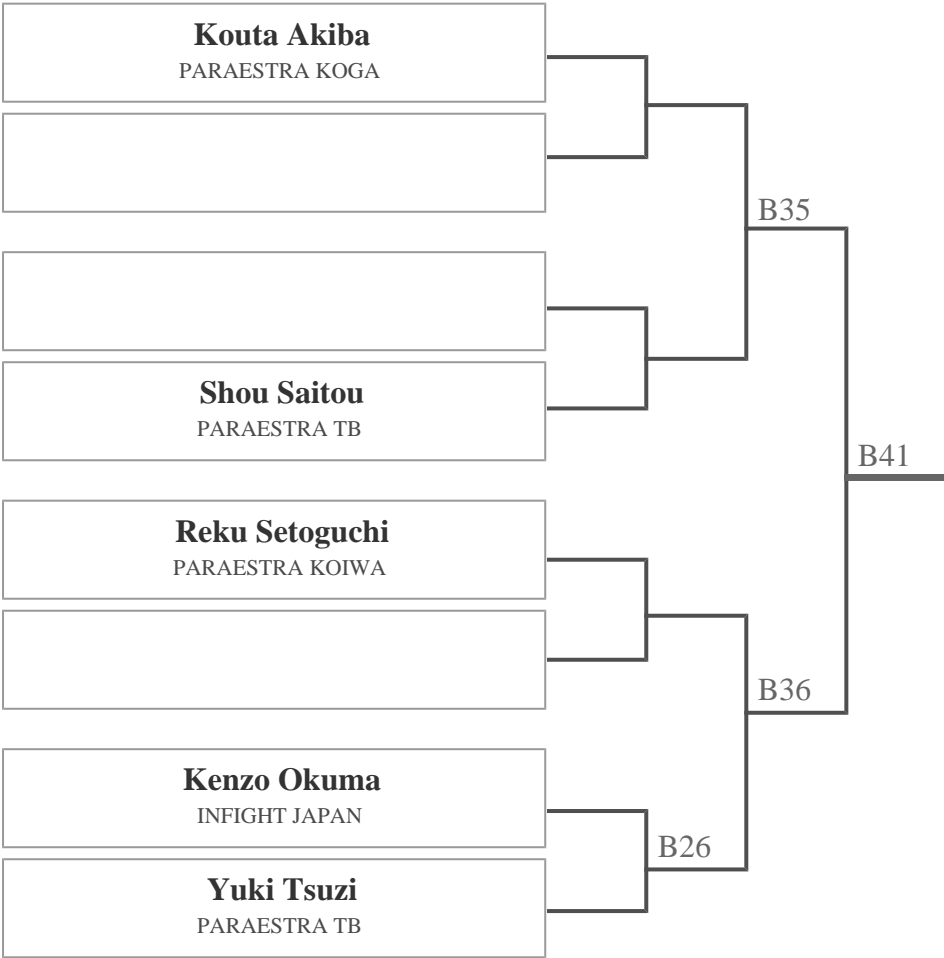 Kouta Akiba
PARAESTRA KOGA
B35
Shou Saitou
PARAESTRA TB
B41
Reku Setoguchi
PARAESTRA KOIWA
B36
Kenzo Okuma
INFIGHT JAPAN
B26
Yuki Tsuzi
PARAESTRA TB